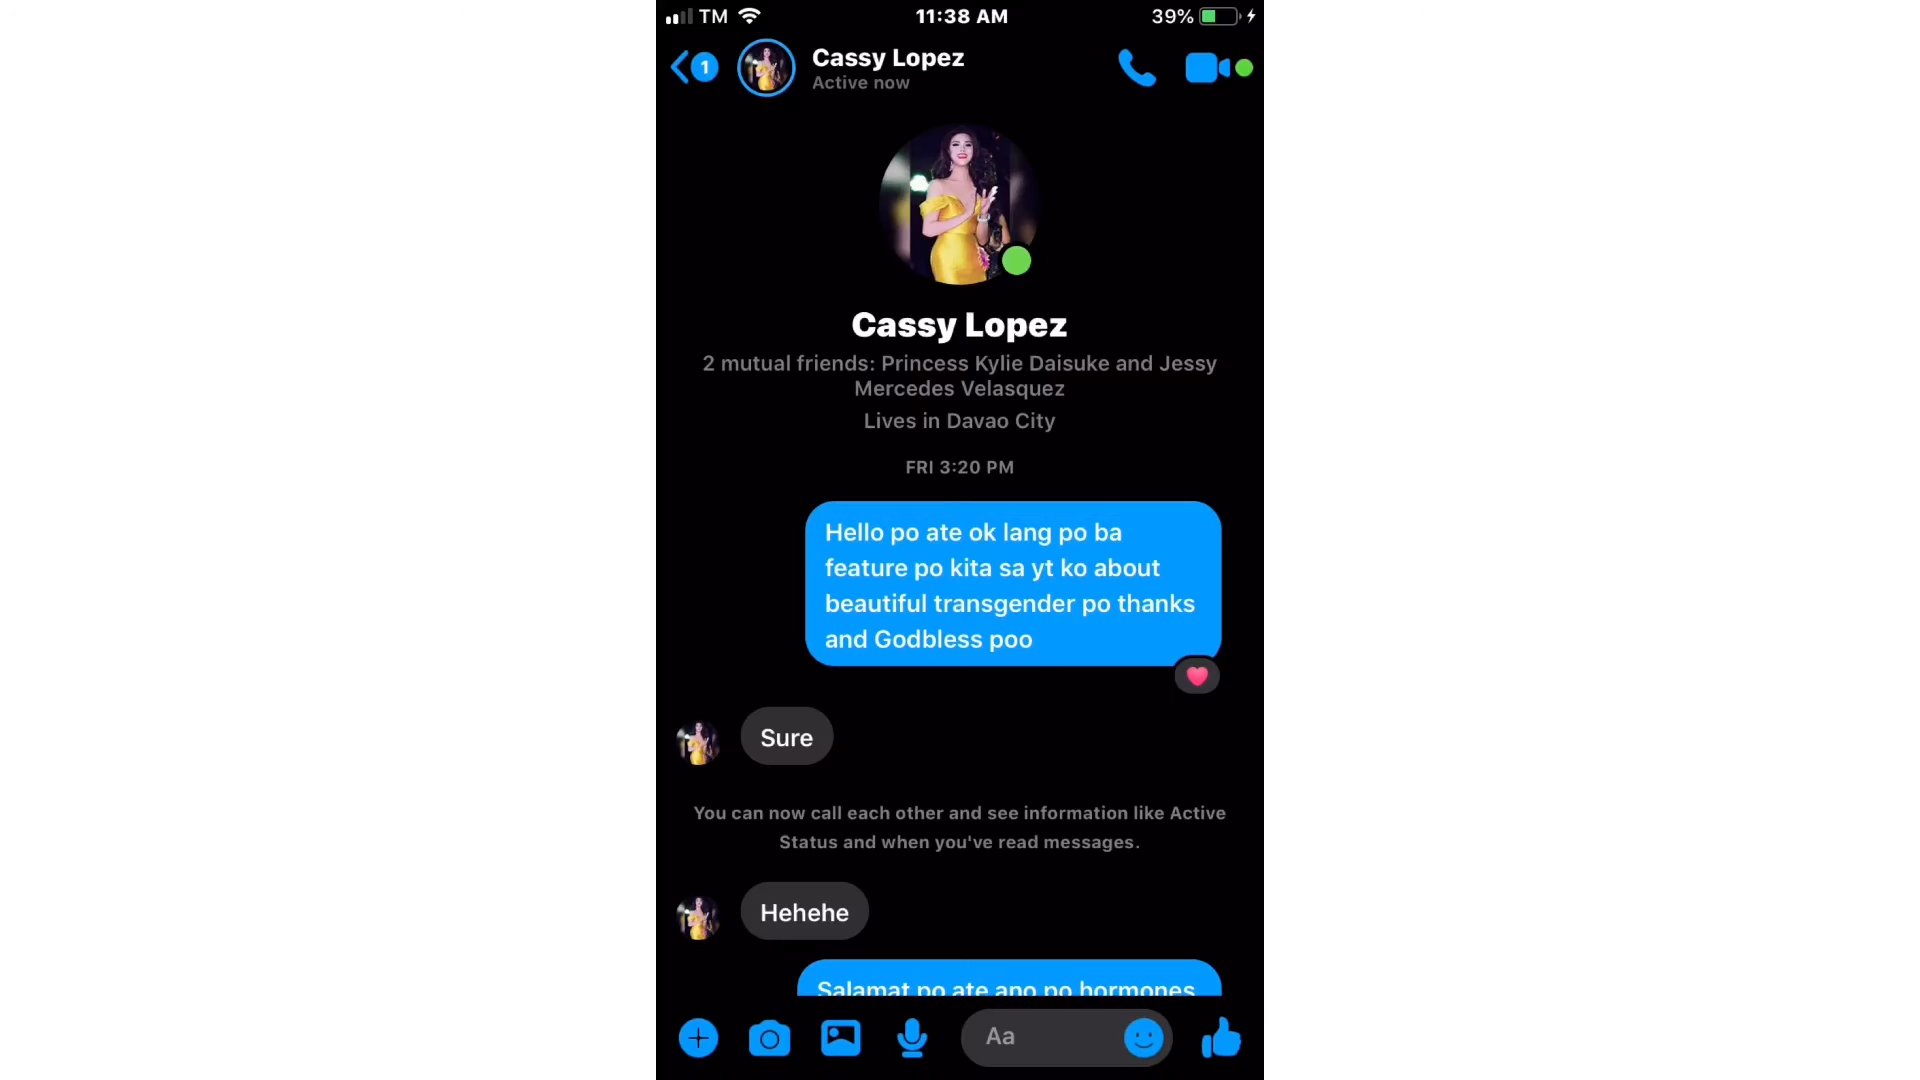 TM 11:38 AM 39%
1 Cassy Lopez
Active now
Cassy Lopez
2 mutual friends: Princess Kylie Daisuke and Jessy
Mercedes Velasquez
Lives in Davao City
FRI 3:20 PM
Hello po ate ok lang po ba
feature po kita sa yt ko about
beautiful transgender po thanks
and Godbless poo
Sure
You can now call each other and see information like Active
Status and when you've read messages.
Hehehe
Salamat po ate ano po hormones
Aa